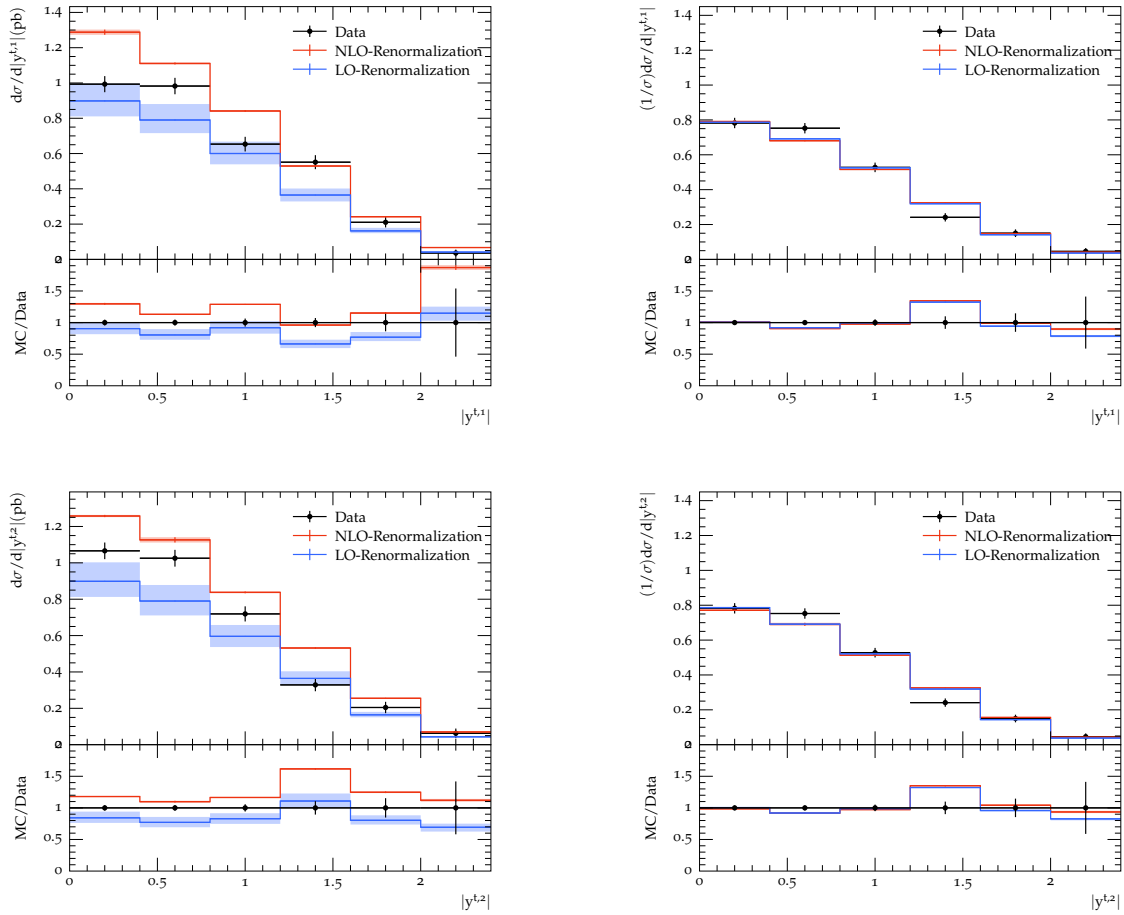 dσ/d|y^{t,1}|(pb)
1.4
1.2
1
0.8
0.6
0.4
0.2
0
Data
NLO-Renormalization
LO-Renormalization
MC/Data
2
1.5
1
0.5
0
0 0.5 1 1.5 2
|y^{t,1}|
(1/σ)dσ/d|y^{t,1}|
1.4
1.2
1
0.8
0.6
0.4
0.2
0
Data
NLO-Renormalization
LO-Renormalization
MC/Data
2
1.5
1
0.5
0
0 0.5 1 1.5 2
|y^{t,1}|
dσ/d|y^{t,2}|(pb)
1.2
1
0.8
0.6
0.4
0.2
0
Data
NLO-Renormalization
LO-Renormalization
MC/Data
2
1.5
1
0.5
0
0 0.5 1 1.5 2
|y^{t,2}|
(1/σ)dσ/d|y^{t,2}|
1.4
1.2
1
0.8
0.6
0.4
0.2
0
Data
NLO-Renormalization
LO-Renormalization
MC/Data
2
1.5
1
0.5
0
0 0.5 1 1.5 2
|y^{t,2}|